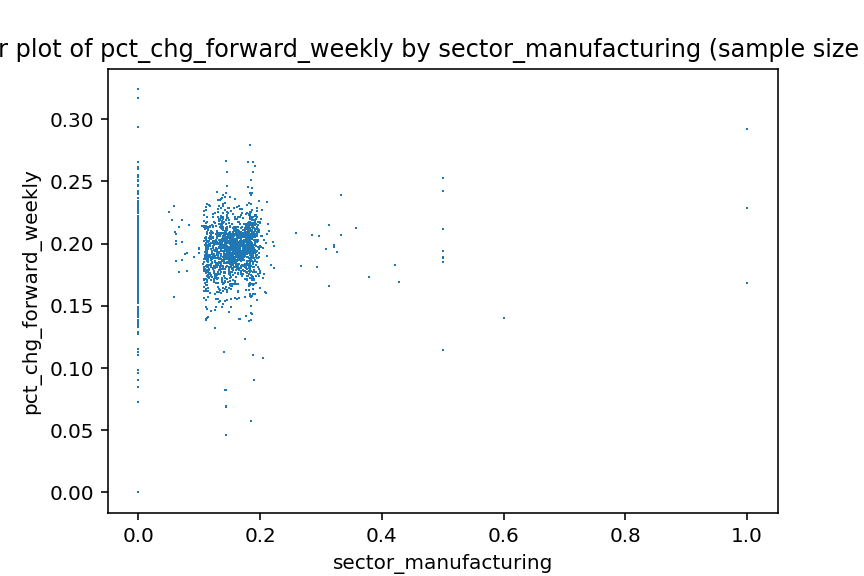 r plot of pct_chg_forward_weekly by sector_manufacturing (sample size
pct_chg_forward_weekly
0.30
0.25
0.20
0.15
0.10
0.05
0.00
0.0 0.2 0.4 0.6 0.8 1.0
sector_manufacturing